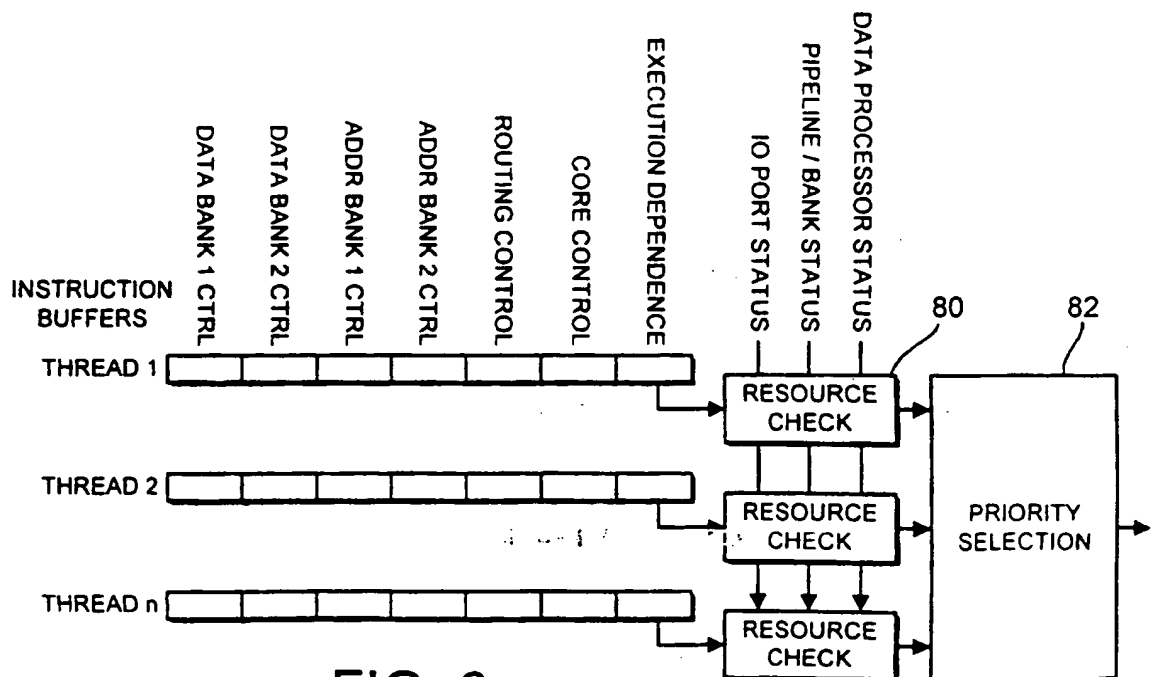 DATA BANK 1 CTRL
DATA BANK 2 CTRL
ADDR BANK 1 CTRL
ADDR BANK 2 CTRL
ROUTING CONTROL
CORE CONTROL
EXECUTION DEPENDENCE
IO PORT STATUS
PIPELINE / BANK STATUS
DATA PROCESSOR STATUS
INSTRUCTION
BUFFERS
THREAD 1
80
82
RESOURCE
CHECK
THREAD 2
RESOURCE
CHECK
PRIORITY
SELECTION
THREAD n
RESOURCE
CHECK